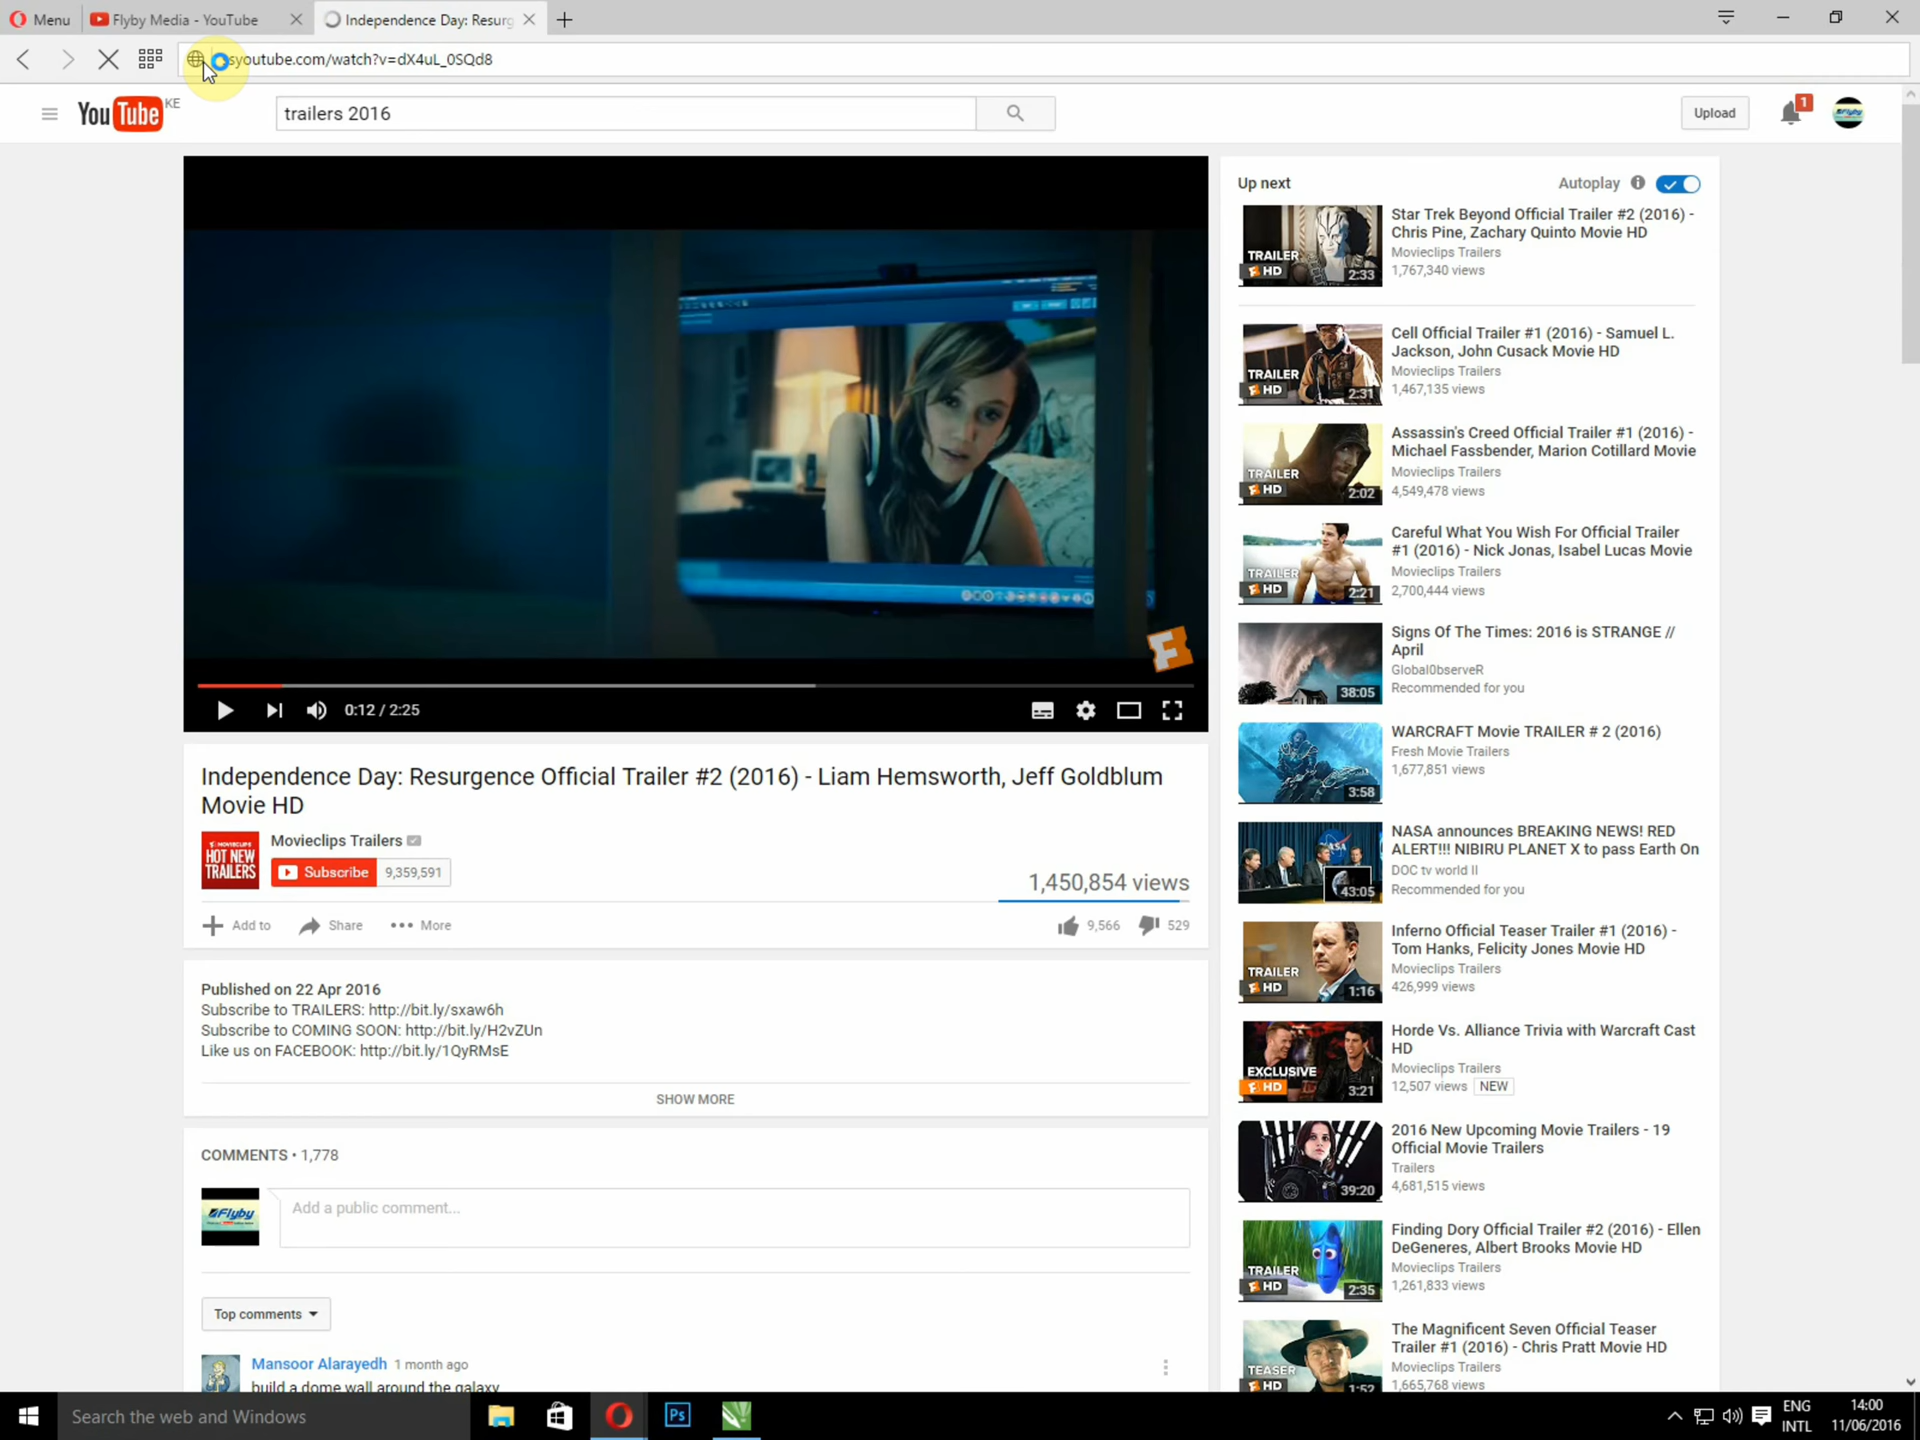 Menu
Flyby Media - YouTube
Independence Day: Resurg
syoutube.com/watch?v=dX4uL_0SQd8
YouTube KE
trailers 2016
Upload
1
Up next
Autoplay
Star Trek Beyond Official Trailer #2 (2016) -
Chris Pine, Zachary Quinto Movie HD
Movieclips Trailers
1,767,340 views
TRAILER
HD
2:33
Cell Official Trailer #1 (2016) - Samuel L.
Jackson, John Cusack Movie HD
Movieclips Trailers
1,467,135 views
TRAILER
HD
2:31
Assassin's Creed Official Trailer #1 (2016) -
Michael Fassbender, Marion Cotillard Movie
Movieclips Trailers
4,549,478 views
TRAILER
HD
2:02
Careful What You Wish For Official Trailer
#1 (2016) - Nick Jonas, Isabel Lucas Movie
Movieclips Trailers
2,700,444 views
TRAILER
HD
2:21
Signs Of The Times: 2016 is STRANGE //
April
Global0bserveR
Recommended for you
38:05
WARCRAFT Movie TRAILER # 2 (2016)
Fresh Movie Trailers
1,677,851 views
3:58
NASA announces BREAKING NEWS! RED
ALERT!!! NIBIRU PLANET X to pass Earth On
DOC tv world II
Recommended for you
43:05
Inferno Official Teaser Trailer #1 (2016) -
Tom Hanks, Felicity Jones Movie HD
Movieclips Trailers
426,999 views
TRAILER
HD
1:16
Horde Vs. Alliance Trivia with Warcraft Cast
HD
Movieclips Trailers
12,507 views NEW
EXCLUSIVE
HD
3:21
2016 New Upcoming Movie Trailers - 19
Official Movie Trailers
Trailers
4,681,515 views
39:20
Finding Dory Official Trailer #2 (2016) - Ellen
DeGeneres, Albert Brooks Movie HD
Movieclips Trailers
1,261,833 views
TRAILER
HD
2:35
The Magnificent Seven Official Teaser
Trailer #1 (2016) - Chris Pratt Movie HD
Movieclips Trailers
1,665,768 views
TEASER
HD
1:52
0:12 / 2:25
Independence Day: Resurgence Official Trailer #2 (2016) - Liam Hemsworth, Jeff Goldblum
Movie HD
MOVIECLIPS
HOT NEW
TRAILERS
Movieclips Trailers
Subscribe 9,359,591
1,450,854 views
Add to Share More
9,566 529
Published on 22 Apr 2016
Subscribe to TRAILERS: http://bit.ly/sxaw6h
Subscribe to COMING SOON: http://bit.ly/H2vZUn
Like us on FACEBOOK: http://bit.ly/1QyRMsE
SHOW MORE
COMMENTS • 1,778
Flyby
Add a public comment...
Top comments
Mansoor Alarayedh 1 month ago
build a dome wall around the galaxy
Search the web and Windows
Ps
ENG
INTL
14:00
11/06/2016